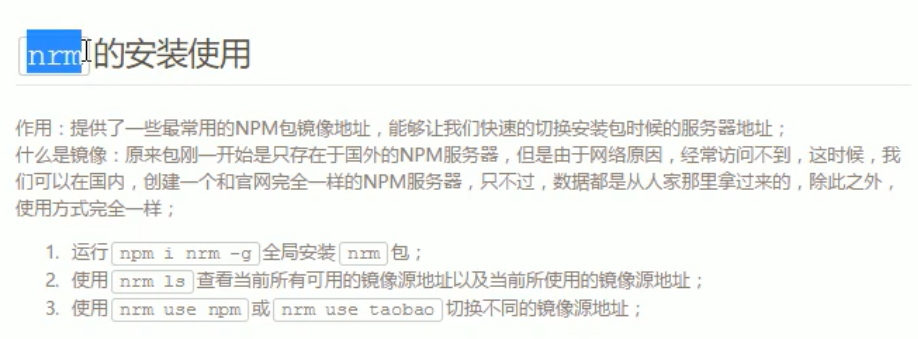 nrm的安装使用
作用：提供了一些最常用的NPM包镜像地址，能够让我们快速的切换安装包时候的服务器地址；
什么是镜像：原来包刚一开始是只存在于国外的NPM服务器，但是由于网络原因，经常访问不到，这时候，我
们可以在国内，创建一个和官网完全一样的NPM服务器，只不过，数据都是从人家那里拿过来的，除此之外，
使用方式完全一样；
1. 运行 npm i nrm -g 全局安装 nrm 包；
2. 使用 nrm ls 查看当前所有可用的镜像源地址以及当前所使用的镜像源地址；
3. 使用 nrm use npm 或 nrm use taobao 切换不同的镜像源地址；